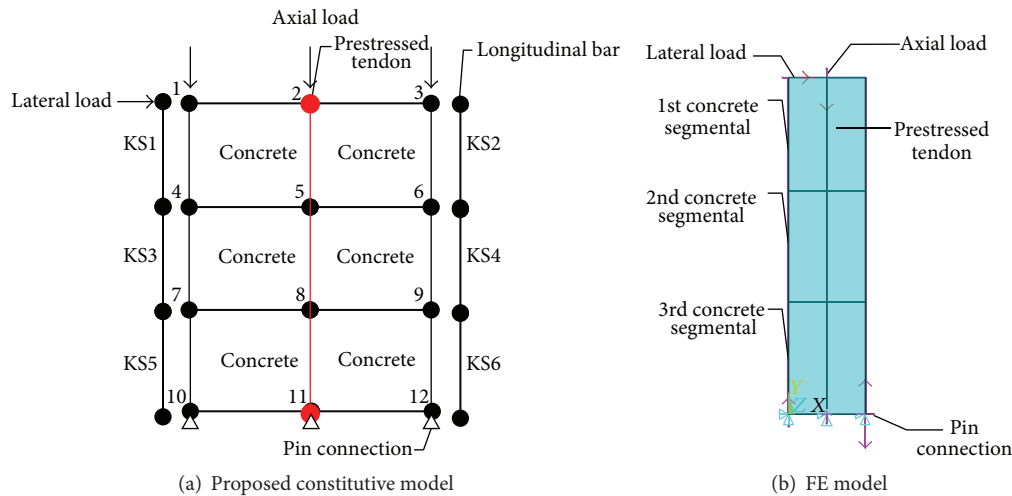 Axial load
Prestressed
tendon
Longitudinal bar
Lateral load
1
2
3
KS1
Concrete
Concrete
KS2
4
5
6
KS3
Concrete
Concrete
KS4
7
8
9
KS5
Concrete
Concrete
KS6
10
11
12
Pin connection
(a) Proposed constitutive model
Lateral load
Axial load
1st concrete
segmental
Prestressed
tendon
2nd concrete
segmental
3rd concrete
segmental
Y
Z
X
Pin
connection
(b) FE model